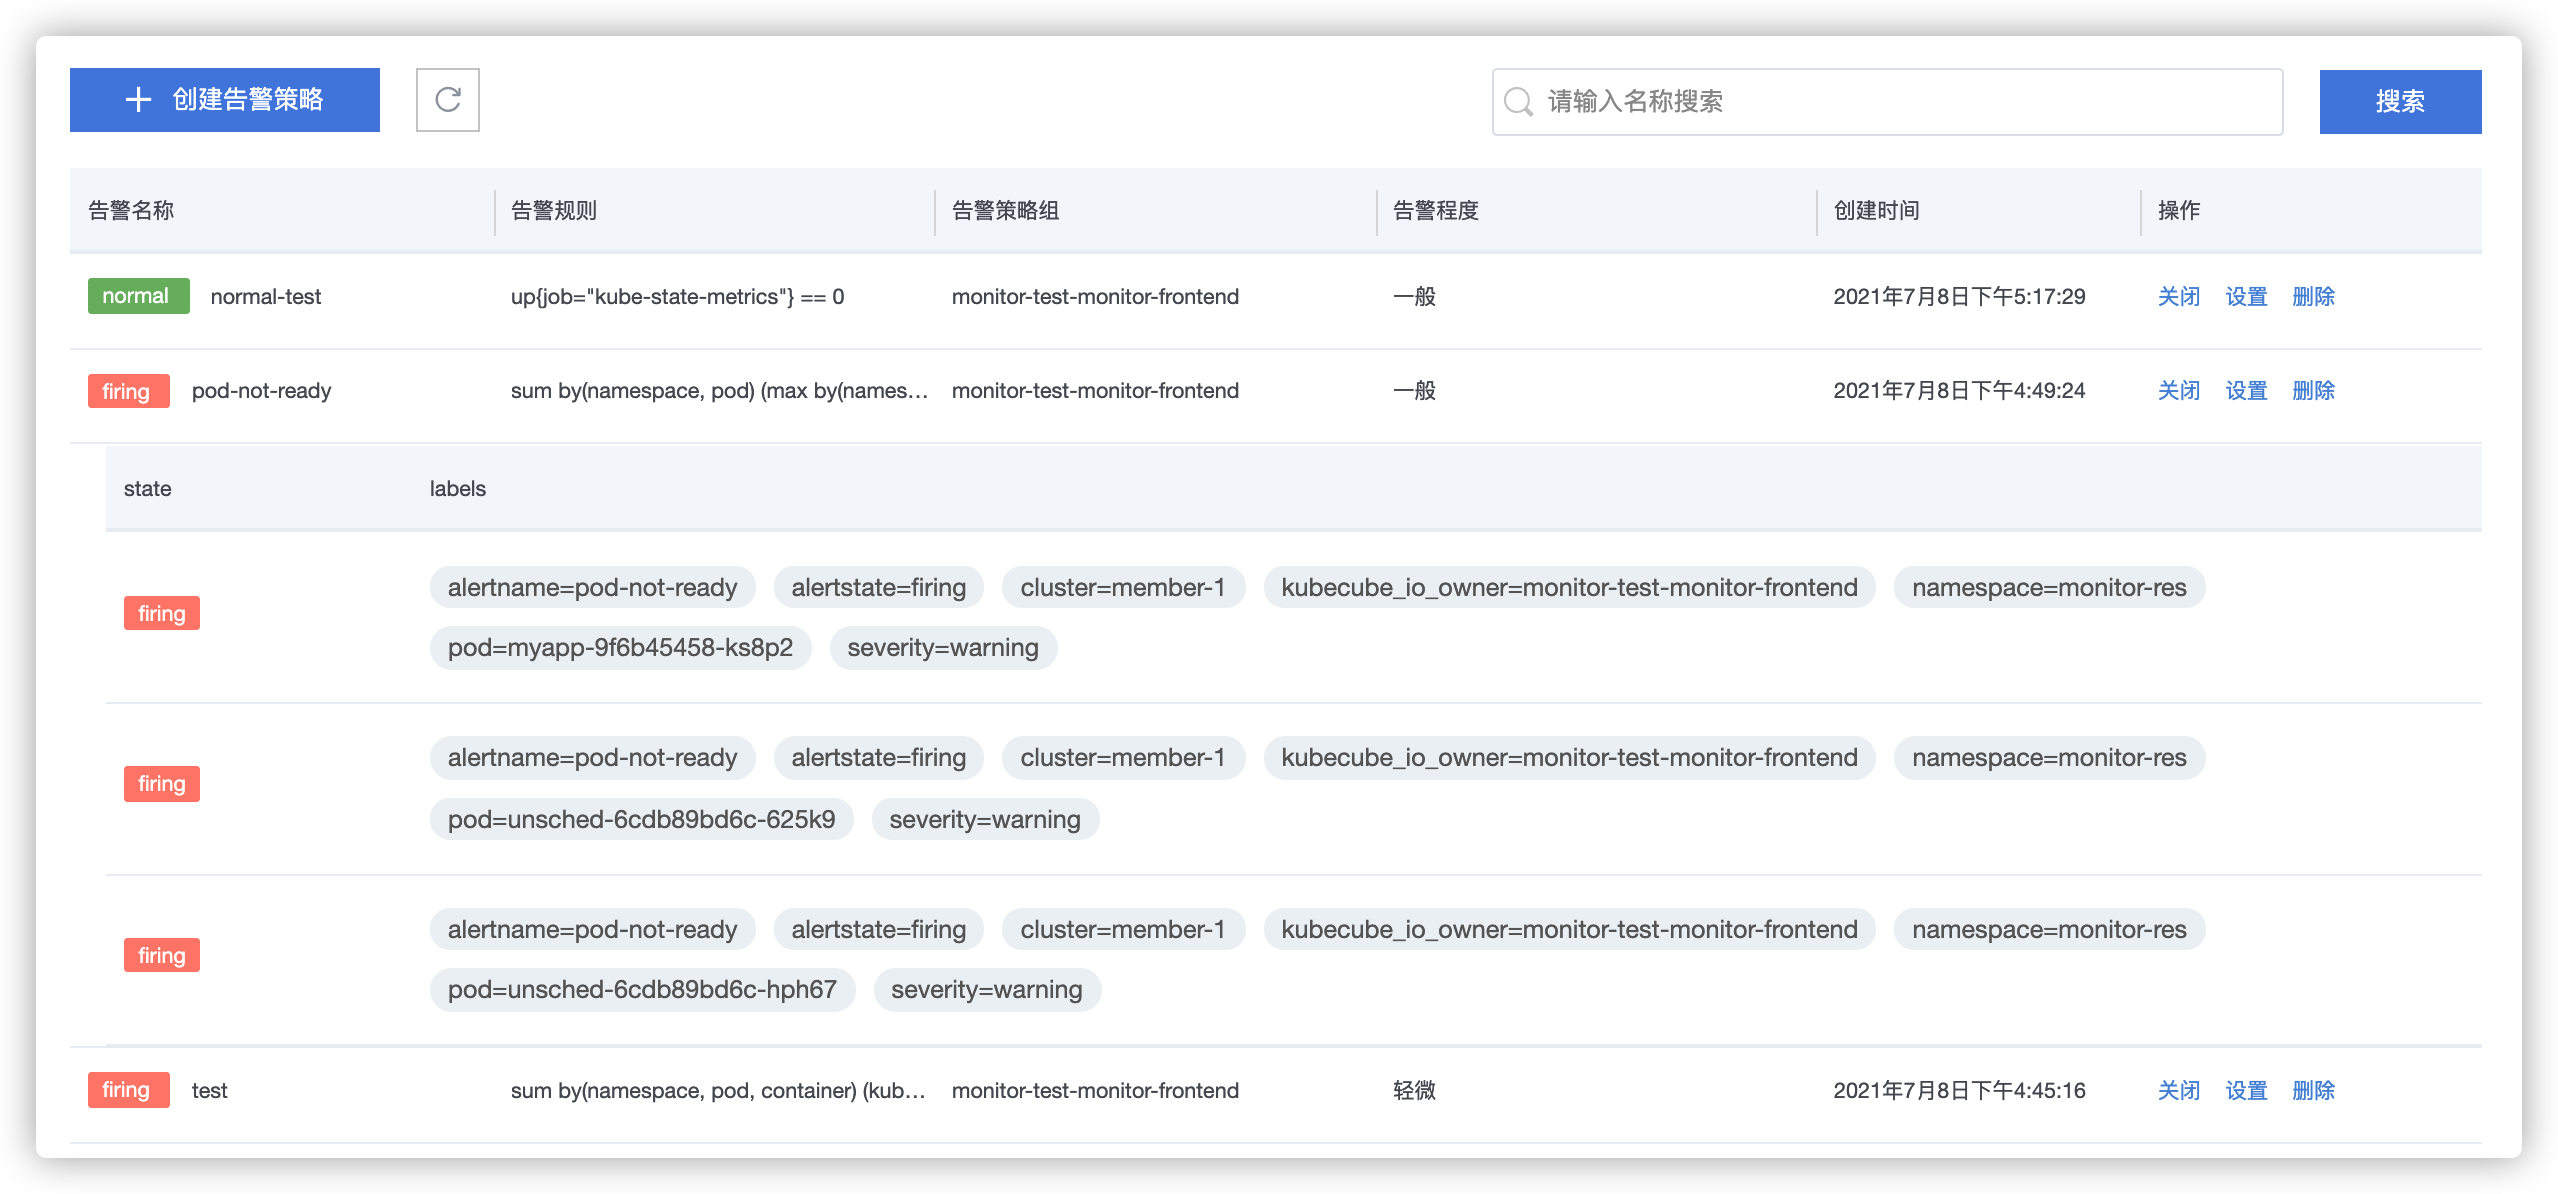 创建告警策略 请输入名称搜索 搜索
告警名称 告警规则 告警策略组 告警程度 创建时间 操作
normal normal-test up{job="kube-state-metrics"} == 0 monitor-test-monitor-frontend 一般 2021年7月8日下午5:17:29 关闭 设置 删除
firing pod-not-ready sum by(namespace, pod) (max by(names... monitor-test-monitor-frontend 一般 2021年7月8日下午4:49:24 关闭 设置 删除
state labels
firing alertname=pod-not-ready alertstate=firing cluster=member-1 kubecube_io_owner=monitor-test-monitor-frontend namespace=monitor-res
pod=myapp-9f6b45458-ks8p2 severity=warning
firing alertname=pod-not-ready alertstate=firing cluster=member-1 kubecube_io_owner=monitor-test-monitor-frontend namespace=monitor-res
pod=unsched-6cdb89bd6c-625k9 severity=warning
firing alertname=pod-not-ready alertstate=firing cluster=member-1 kubecube_io_owner=monitor-test-monitor-frontend namespace=monitor-res
pod=unsched-6cdb89bd6c-hph67 severity=warning
firing test sum by(namespace, pod, container) (kub... monitor-test-monitor-frontend 轻微 2021年7月8日下午4:45:16 关闭 设置 删除